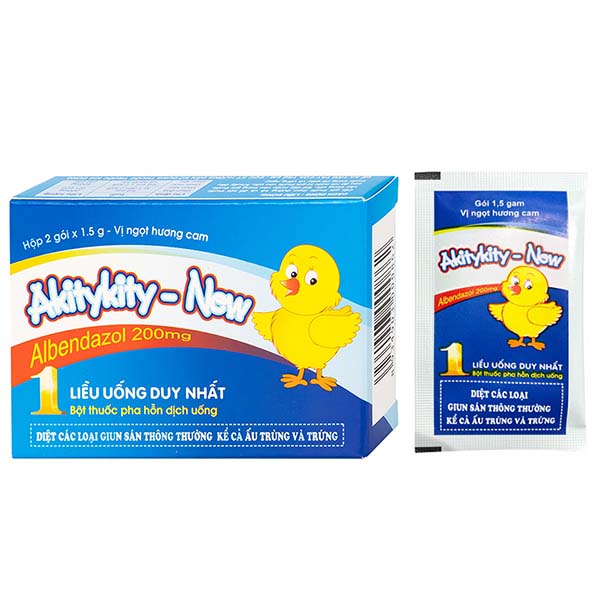 Hộp 2 gói x 1.5 g - Vị ngọt hương cam
Akitykity - New
Albendazol 200mg
1 LIỀU UỐNG DUY NHẤT
Bột thuốc pha hỗn dịch uống
DIỆT CÁC LOẠI GIUN SÁN THÔNG THƯỜNG KỂ CẢ ẤU TRÙNG VÀ TRỨNG
Gói 1,5 gam
Vị ngọt hương cam
Akitykity - New
Albendazol 200mg
1 LIỀU UỐNG DUY NHẤT
Bột thuốc pha hỗn dịch uống
DIỆT CÁC LOẠI
GIUN SÁN THÔNG THƯỜNG
KỂ CẢ ẤU TRÙNG VÀ TRỨNG